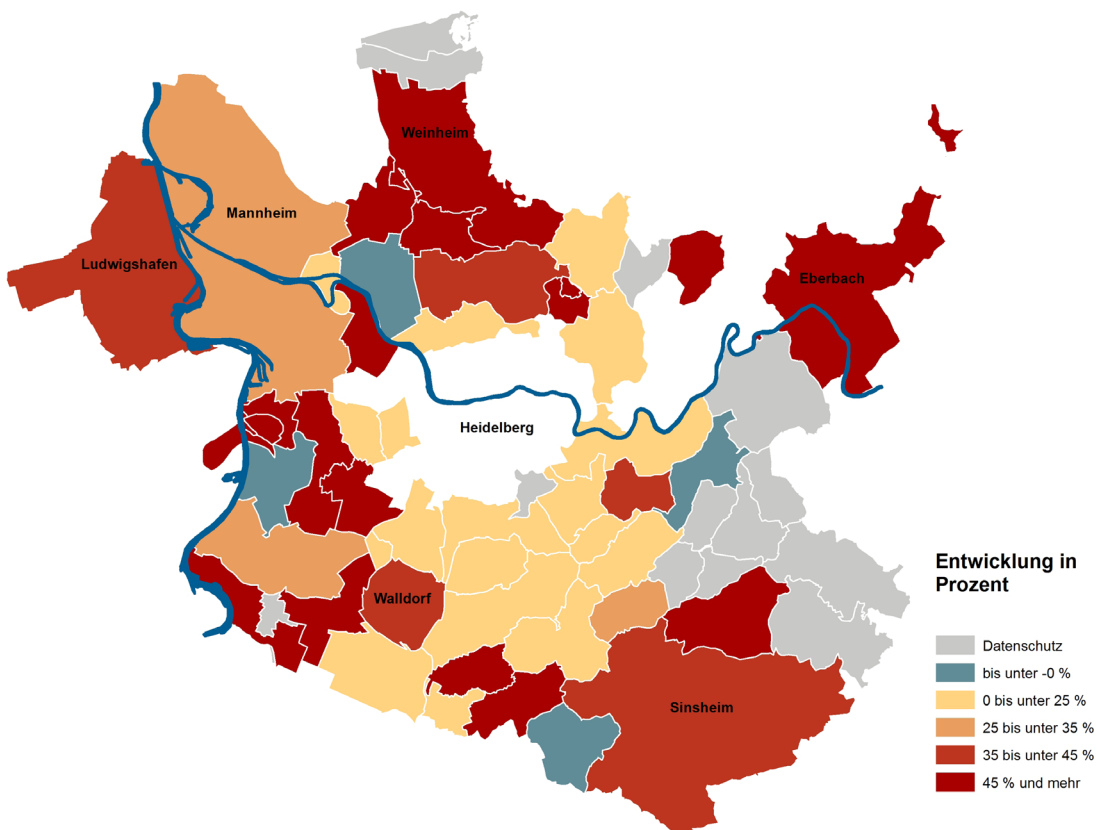 Weinheim
Mannheim
Ludwigshafen
Eberbach
Heidelberg
Walldorf
Sinsheim
Entwicklung in
Prozent
Datenschutz
bis unter -0 %
0 bis unter 25 %
25 bis unter 35 %
35 bis unter 45 %
45 % und mehr